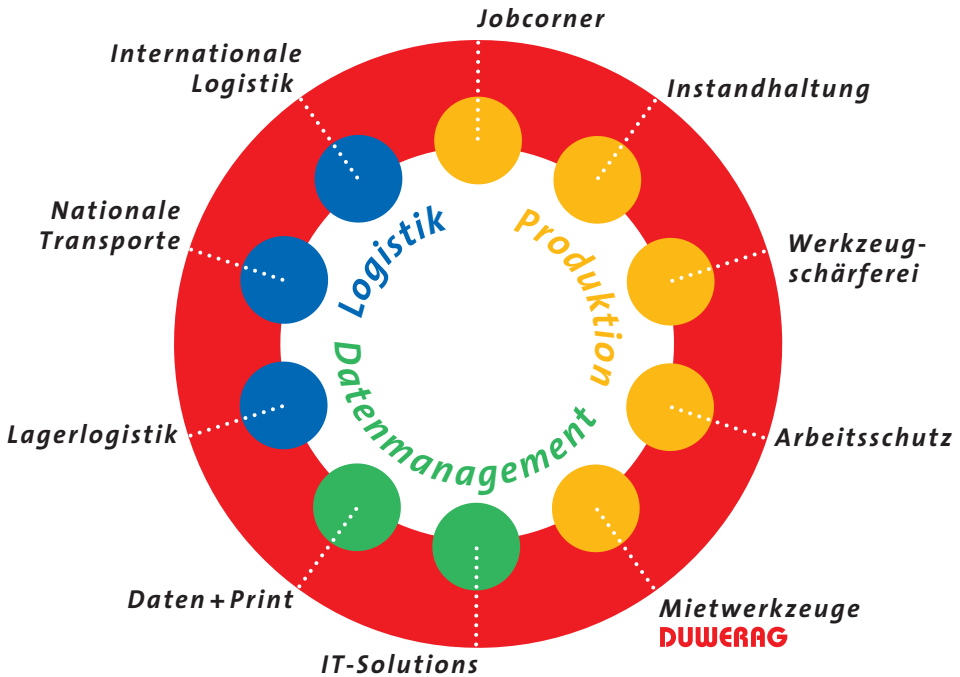 Jobcorner
Internationale
Logistik
Instandhaltung
Nationale
Transporte
Werkzeug-
schärferei
Logistik
Produktion
Datenmanagement
Lagerlogistik
Arbeitsschutz
Daten+Print
Mietwerkzeuge
DUWERAG
IT-Solutions